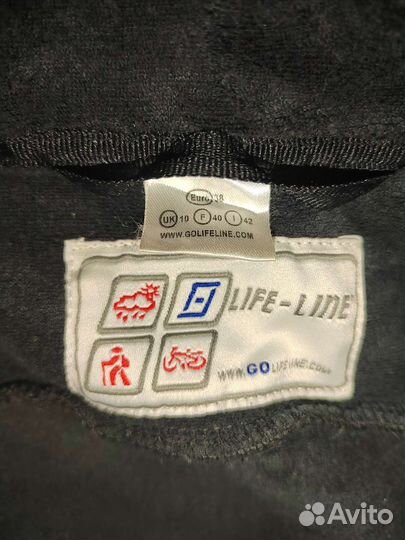 Euro 38
UK 10 F 40 I 42
WWW.GOLIFELINE.COM
LIFE-LINE
WWW.GOLIFELINE.COM
Avito